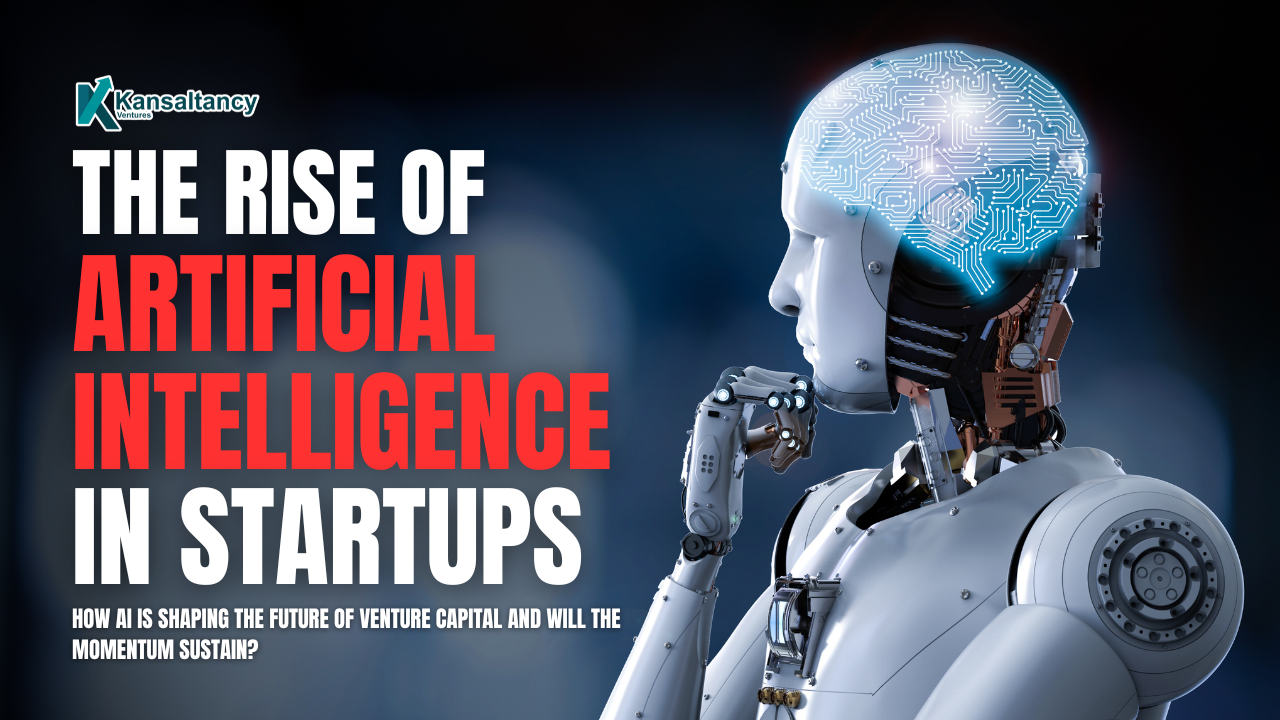 Kansaltancy
Ventures
THE RISE OF
ARTIFICIAL
INTELLIGENCE
IN STARTUPS
HOW AI IS SHAPING THE FUTURE OF VENTURE CAPITAL AND WILL THE
MOMENTUM SUSTAIN?